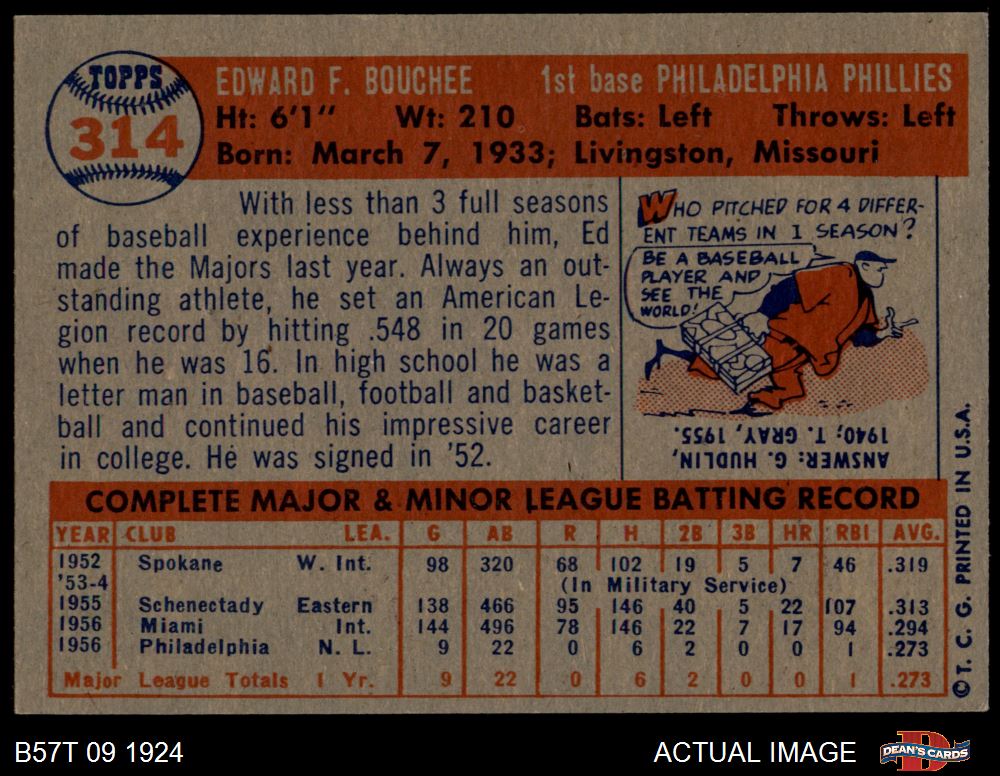 TOPPS
314
EDWARD F. BOUCHEE 1st base PHILADELPHIA PHILLIES
Ht: 6'1" Wt: 210 Bats: Left Throws: Left
Born: March 7, 1933; Livingston, Missouri
With less than 3 full seasons
of baseball experience behind him, Ed
made the Majors last year. Always an out-
standing athlete, he set an American Le-
gion record by hitting .548 in 20 games
when he was 16. In high school he was a
letter man in baseball, football and basket-
ball and continued his impressive career
in college. He was signed in '52.
WHO PITCHED FOR 4 DIFFER-
ENT TEAMS IN 1 SEASON?
BE A BASEBALL
PLAYER AND
SEE THE
WORLD!
ANSWER: G. HUDLIN,
1940; T. GRAY, 1955.
COMPLETE MAJOR & MINOR LEAGUE BATTING RECORD
YEAR CLUB LEA. G AB R H 2B 3B HR RBI AVG.
1952 Spokane W. Int. 98 320 68 102 19 5 7 46 .319
'53-4 (In Military Service)
1955 Schenectady Eastern 138 466 95 146 40 5 22 107 .313
1956 Miami Int. 144 496 78 146 22 7 17 94 .294
1956 Philadelphia N. L. 9 22 0 6 2 0 0 1 .273
Major League Totals 1 Yr. 9 22 0 6 2 0 0 1 .273
© T. C. G. PRINTED IN U.S.A.
B57T 09 1924 ACTUAL IMAGE
DEAN'S CARDS